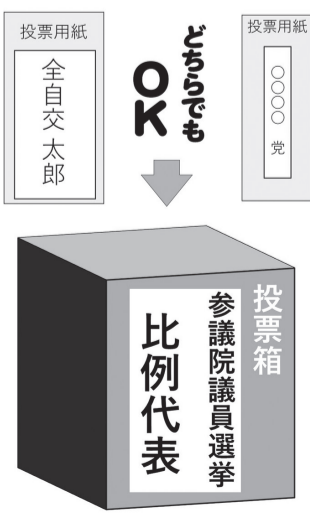 投票用紙
全自交 太郎
どちらでも
OK
投票用紙
○○○○ 党
投票箱
参議院議員選挙
比例代表